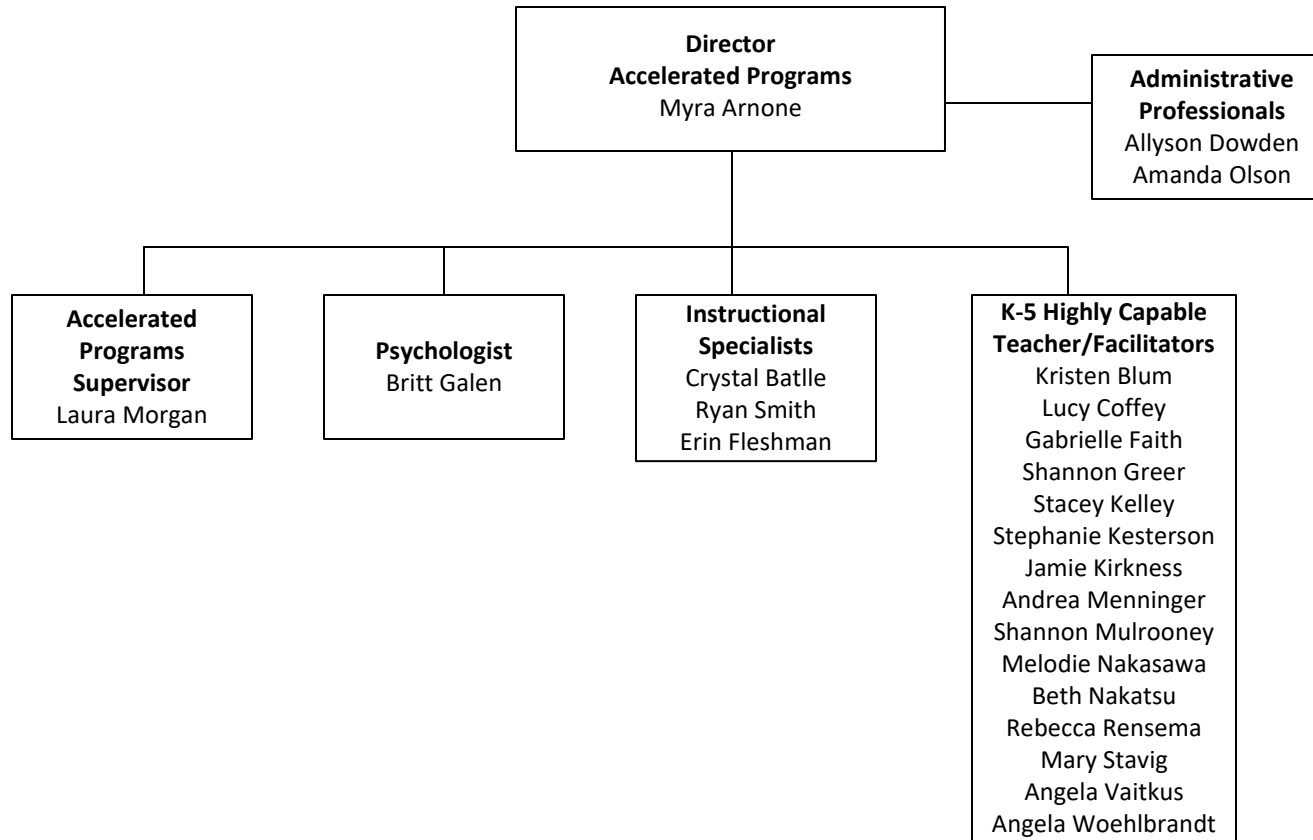 Director
Accelerated Programs
Myra Arnone
Administrative
Professionals
Allyson Dowden
Amanda Olson
Accelerated
Programs
Supervisor
Laura Morgan
Psychologist
Britt Galen
Instructional
Specialists
Crystal Batlle
Ryan Smith
Erin Fleshman
K-5 Highly Capable
Teacher/Facilitators
Kristen Blum
Lucy Coffey
Gabrielle Faith
Shannon Greer
Stacey Kelley
Stephanie Kesterson
Jamie Kirkness
Andrea Menninger
Shannon Mulrooney
Melodie Nakasawa
Beth Nakatsu
Rebecca Rensema
Mary Stavig
Angela Vaitkus
Angela Woehlbrandt